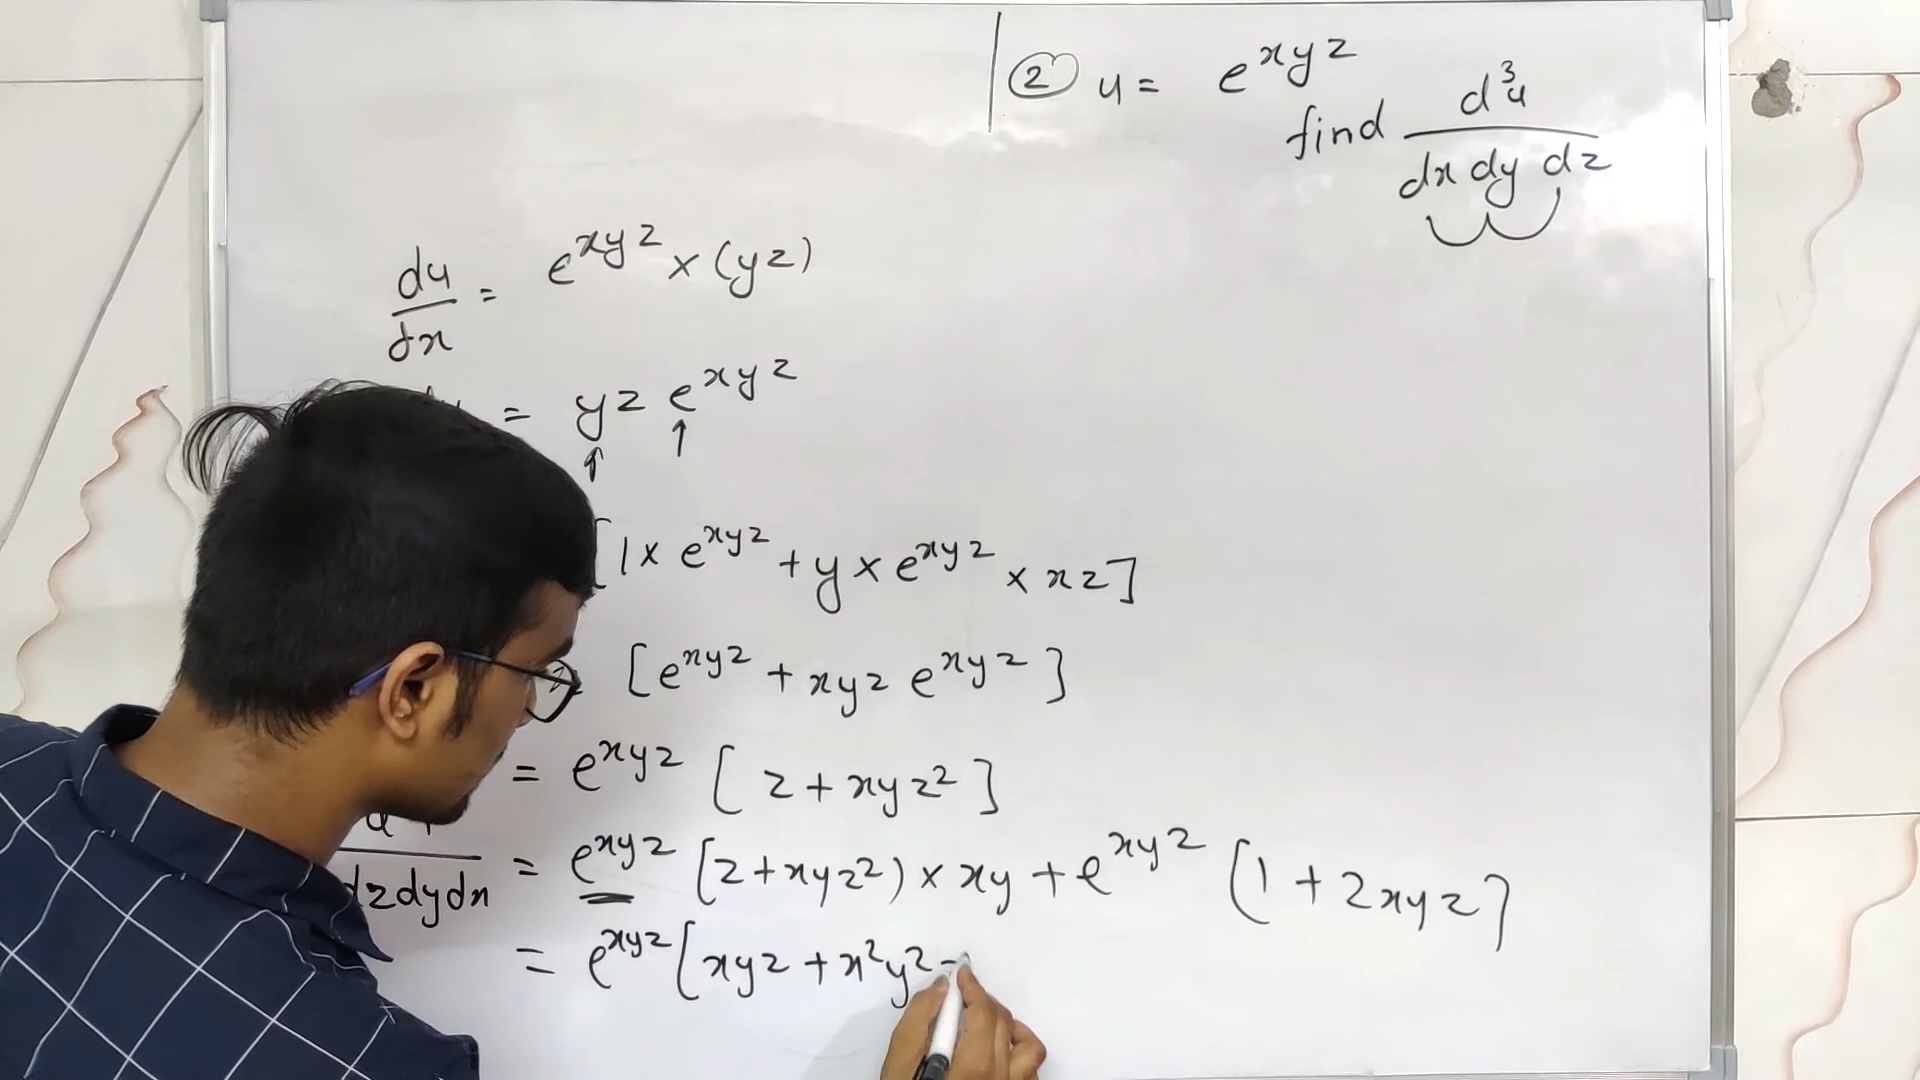 ② u = e^xyz
find d³u / dx dy dz
du/dx = e^xyz × (yz)
= yz e^xyz
[1 × e^xyz + y × e^xyz × xz]
[e^xyz + xyz e^xyz]
= e^xyz [z + xyz²]
dzdydx = e^xyz [z + xyz²) × xy + e^xyz (1 + 2xyz]
= e^xyz [xyz + x²y²